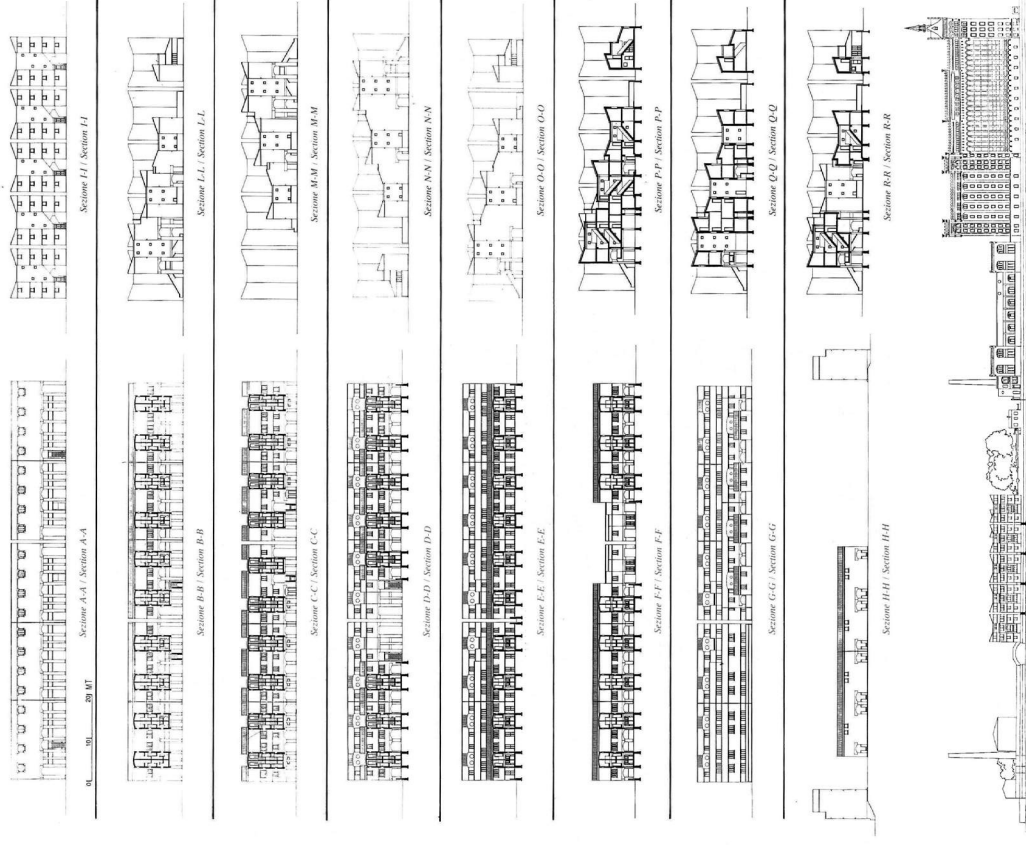 Sezione I-I / Section I-I
Sezione L-L / Section L-L
Sezione M-M / Section M-M
Sezione N-N / Section N-N
Sezione O-O / Section O-O
Sezione P-P / Section P-P
Sezione Q-Q / Section Q-Q
Sezione R-R / Section R-R
Sezione A-A / Section A-A
0 10 20 MT
Sezione B-B / Section B-B
Sezione C-C / Section C-C
Sezione D-D / Section D-D
Sezione E-E / Section E-E
Sezione F-F / Section F-F
Sezione G-G / Section G-G
Sezione H-H / Section H-H